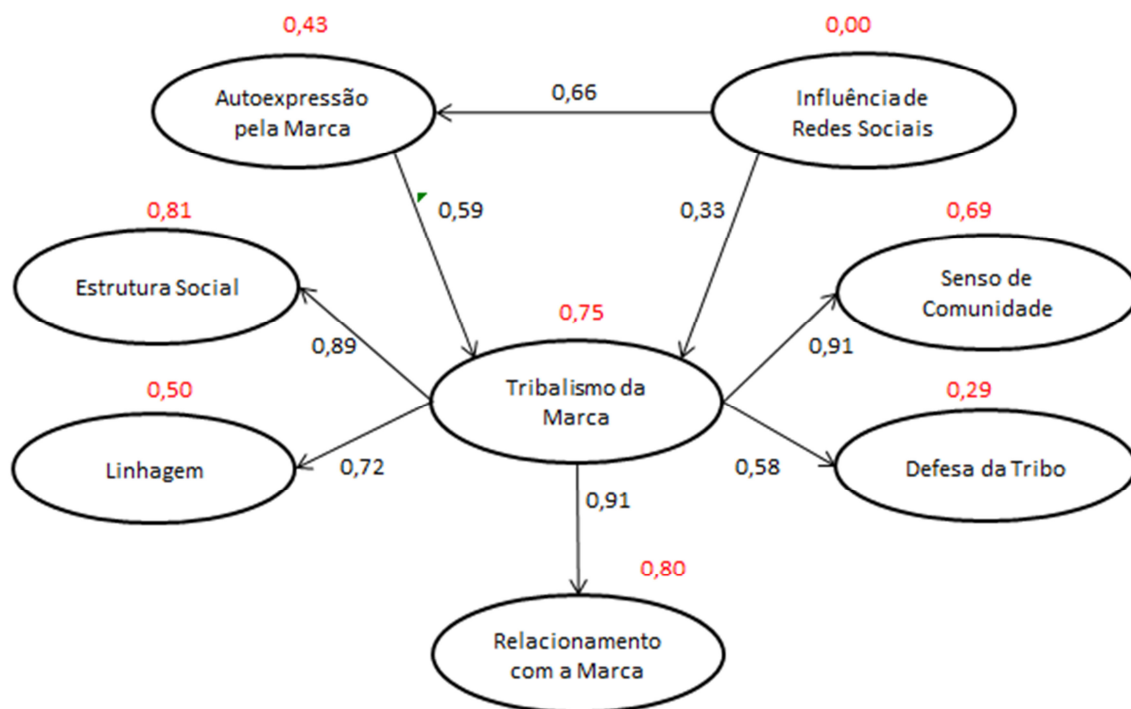 0,43
0,00
Autoexpressão
pela Marca
0,66
Influência de
Redes Sociais
0,59
0,33
0,81
0,69
Estrutura Social
Senso de
Comunidade
0,75
0,89
0,91
0,50
Tribalismo da
Marca
0,29
Linhagem
0,72
0,58
Defesa da Tribo
0,91
0,80
Relacionamento
com a Marca